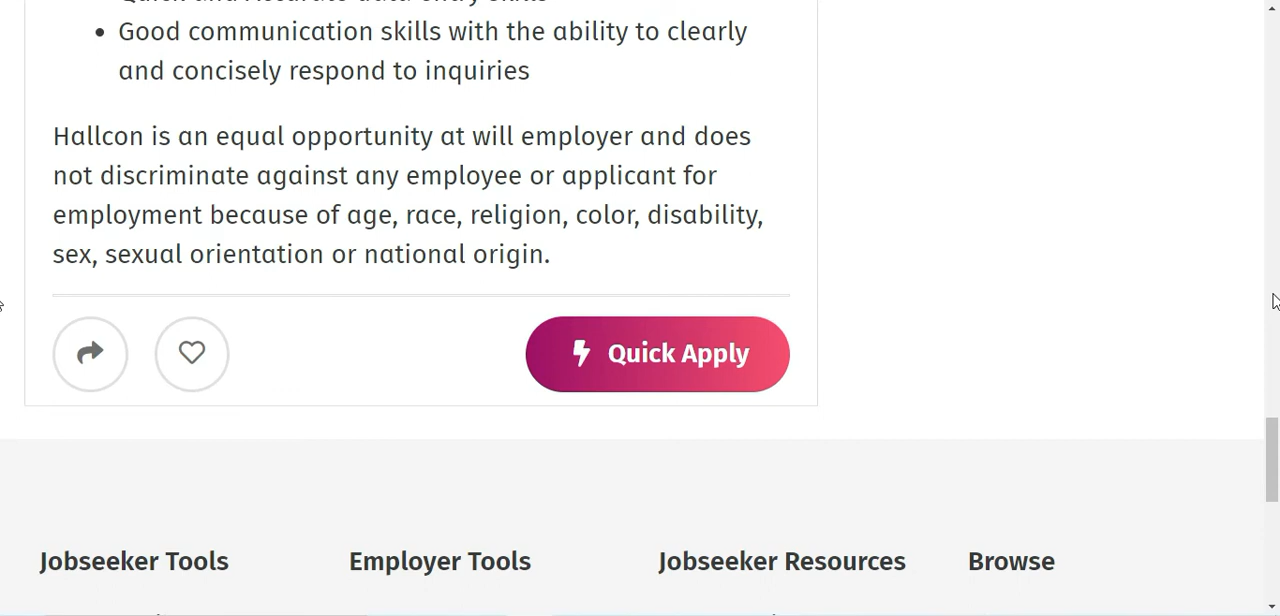 Good communication skills with the ability to clearly
and concisely respond to inquiries
Hallcon is an equal opportunity at will employer and does
not discriminate against any employee or applicant for
employment because of age, race, religion, color, disability,
sex, sexual orientation or national origin.
Quick Apply
Jobseeker Tools
Employer Tools
Jobseeker Resources
Browse